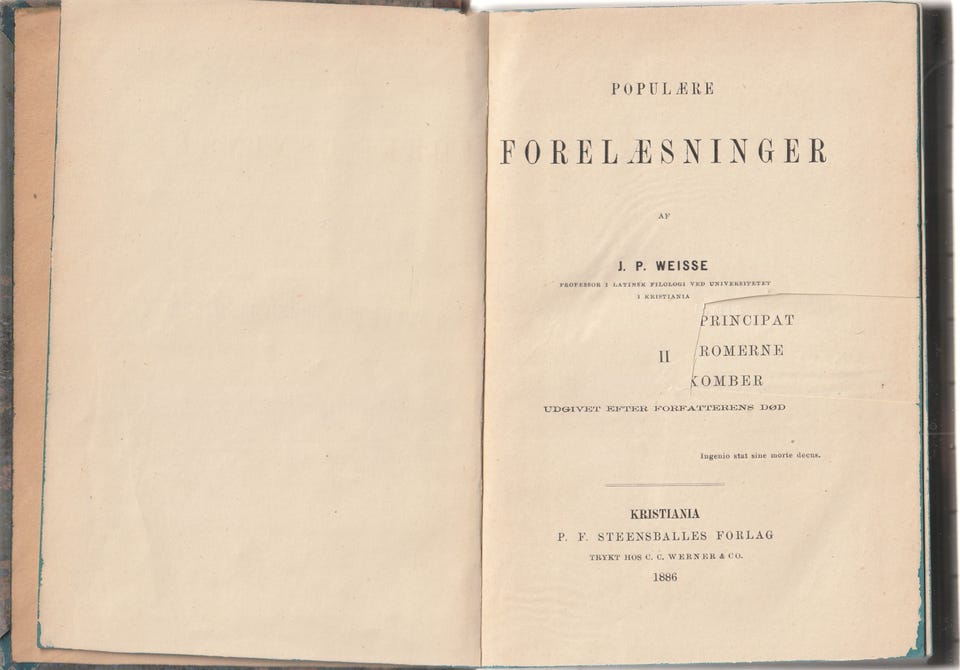 POPULÆRE
FORELÆSNINGER
AF
J. P. WEISSE
PROFESSOR I LATINSK FILOLOGI VED UNIVERSITETET
I KRISTIANIA
PRINCIPAT
II ROMERNE
KOMBER
UDGIVET EFTER FORFATTERENS DØD
Ingenio stat sine morte decus.
KRISTIANIA
P. F. STEENSBALLES FORLAG
TRYKT HOS C. C. WERNER & CO.
1886